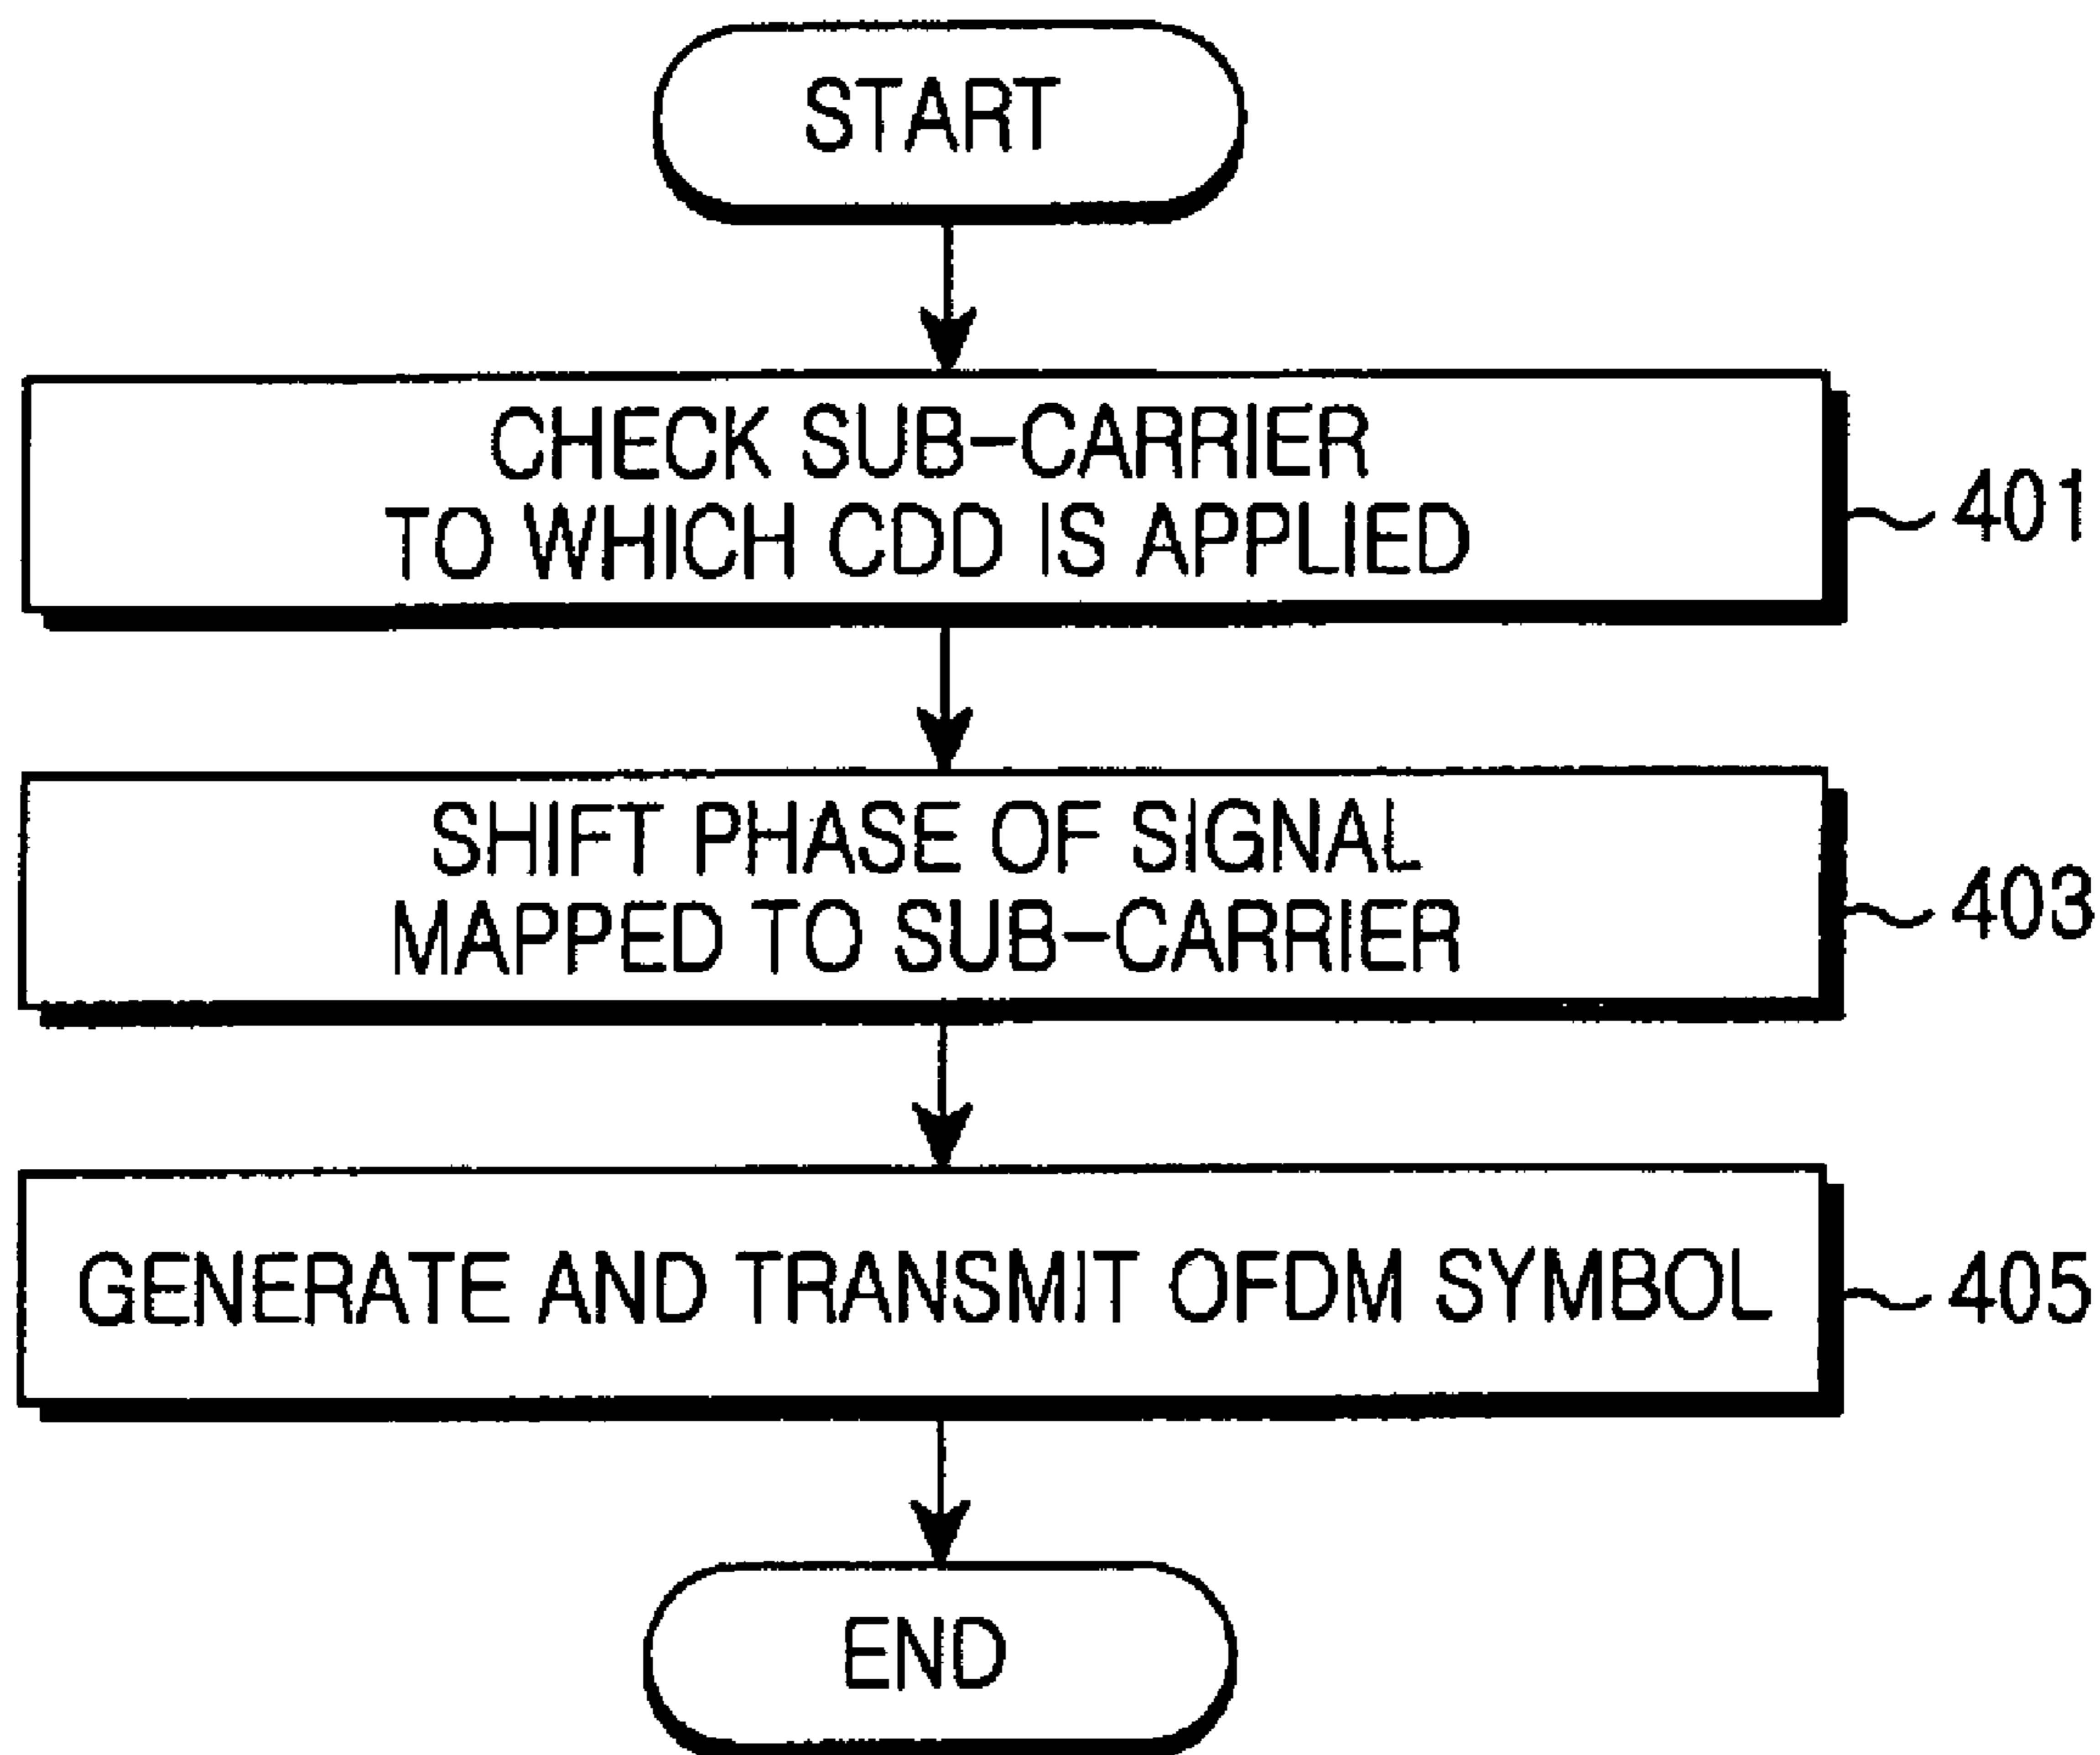 START
CHECK SUB-CARRIER
TO WHICH CDD IS APPLIED
401
SHIFT PHASE OF SIGNAL
MAPPED TO SUB-CARRIER
403
GENERATE AND TRANSMIT OFDM SYMBOL
405
END